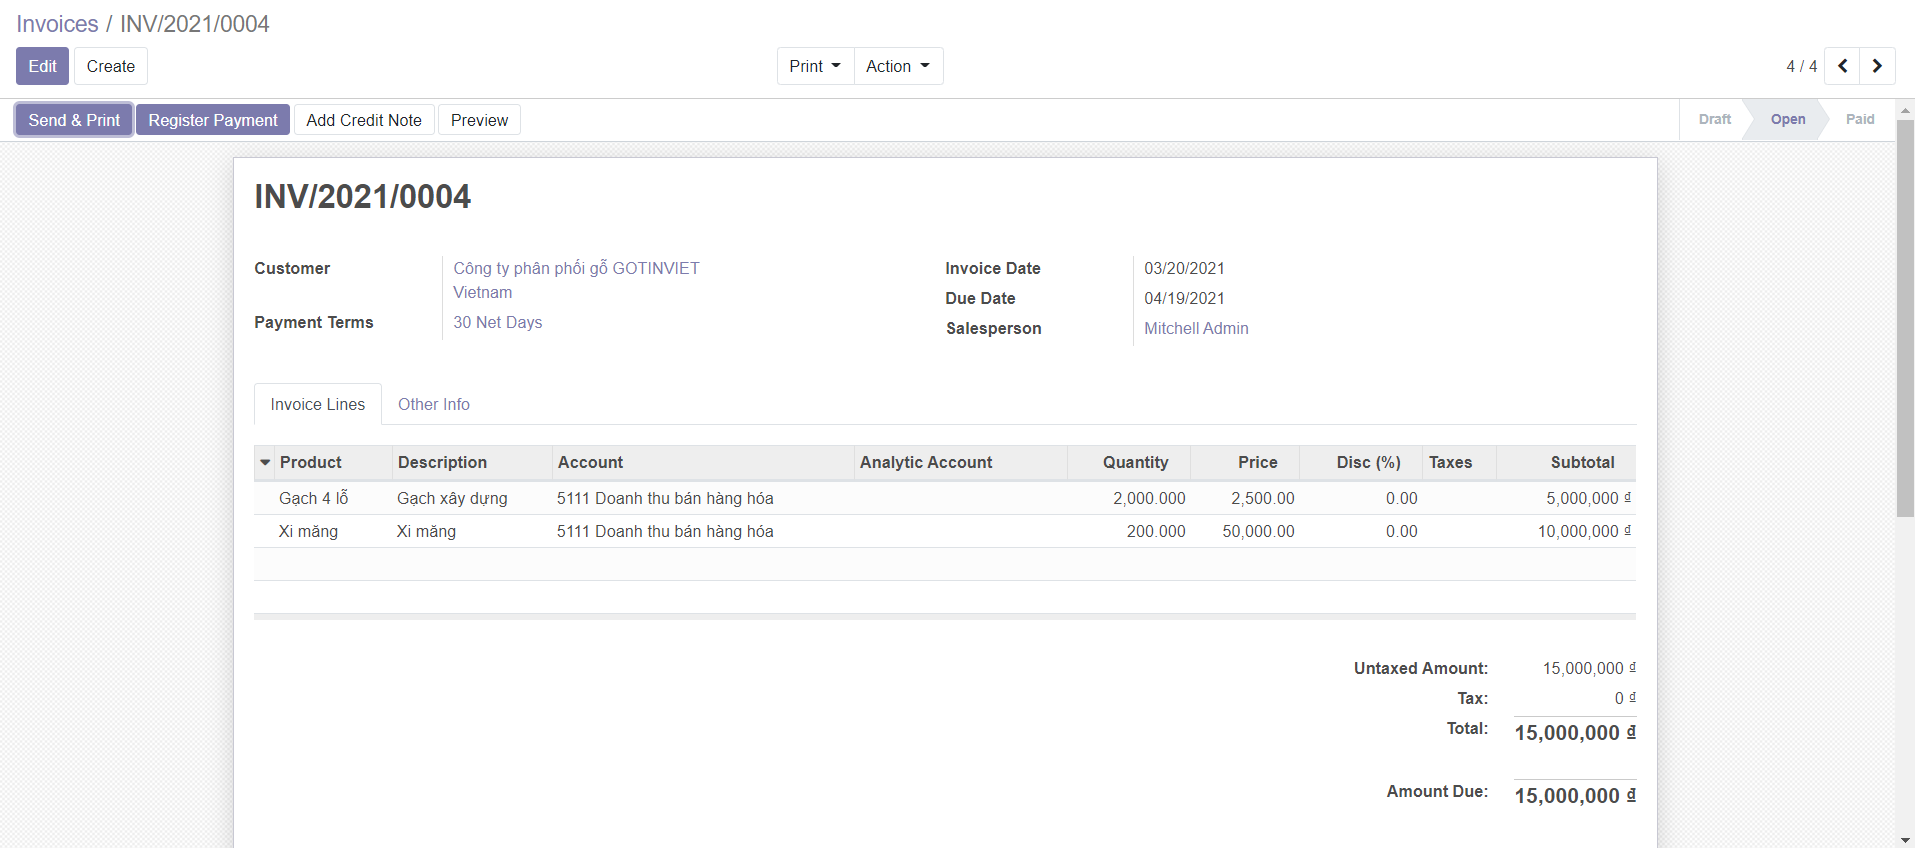 Invoices / INV/2021/0004
Edit Create Print Action 4 / 4
Send & Print Register Payment Add Credit Note Preview Draft Open Paid
INV/2021/0004
Customer Công ty phân phối gỗ GOTINVIET
Vietnam
Payment Terms 30 Net Days
Invoice Date 03/20/2021
Due Date 04/19/2021
Salesperson Mitchell Admin
Invoice Lines Other Info
Product Description Account Analytic Account Quantity Price Disc (%) Taxes Subtotal
Gạch 4 lỗ Gạch xây dựng 5111 Doanh thu bán hàng hóa 2,000.000 2,500.00 0.00 5,000,000 ₫
Xi măng Xi măng 5111 Doanh thu bán hàng hóa 200.000 50,000.00 0.00 10,000,000 ₫
Untaxed Amount: 15,000,000 ₫
Tax: 0 ₫
Total: 15,000,000 ₫
Amount Due: 15,000,000 ₫